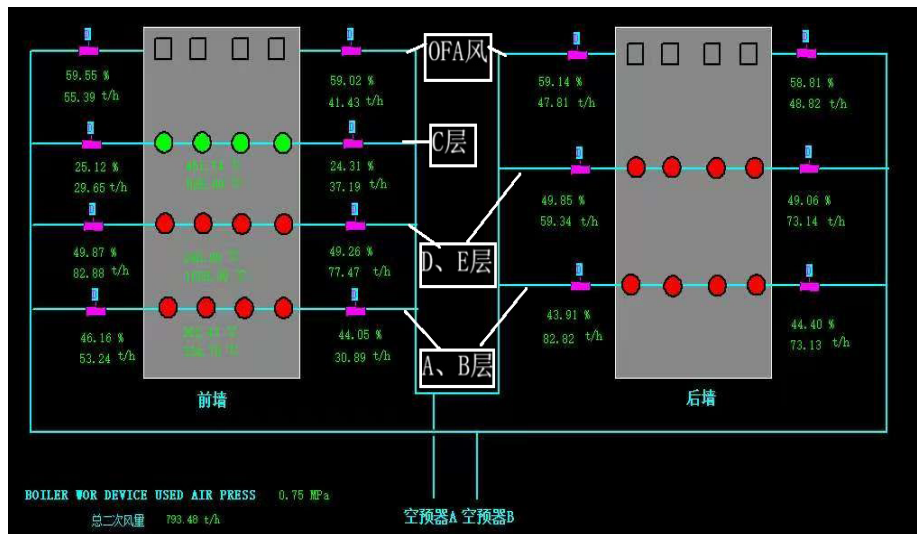 OFA风
59.55 %
55.39 t/h
59.02 %
41.43 t/h
59.14 %
47.81 t/h
58.81 %
48.82 t/h
C层
25.12 %
29.65 t/h
24.31 %
37.19 t/h
49.85 %
59.34 t/h
49.06 %
73.14 t/h
49.87 %
82.88 t/h
49.26 %
77.47 t/h
D、E层
46.16 %
53.24 t/h
44.05 %
30.89 t/h
43.91 %
82.82 t/h
44.40 %
73.13 t/h
A、B层
前墙
后墙
BOILER WOR DEVICE USED AIR PRESS 0.75 MPa
总二次风量 793.48 t/h
空预器A 空预器B